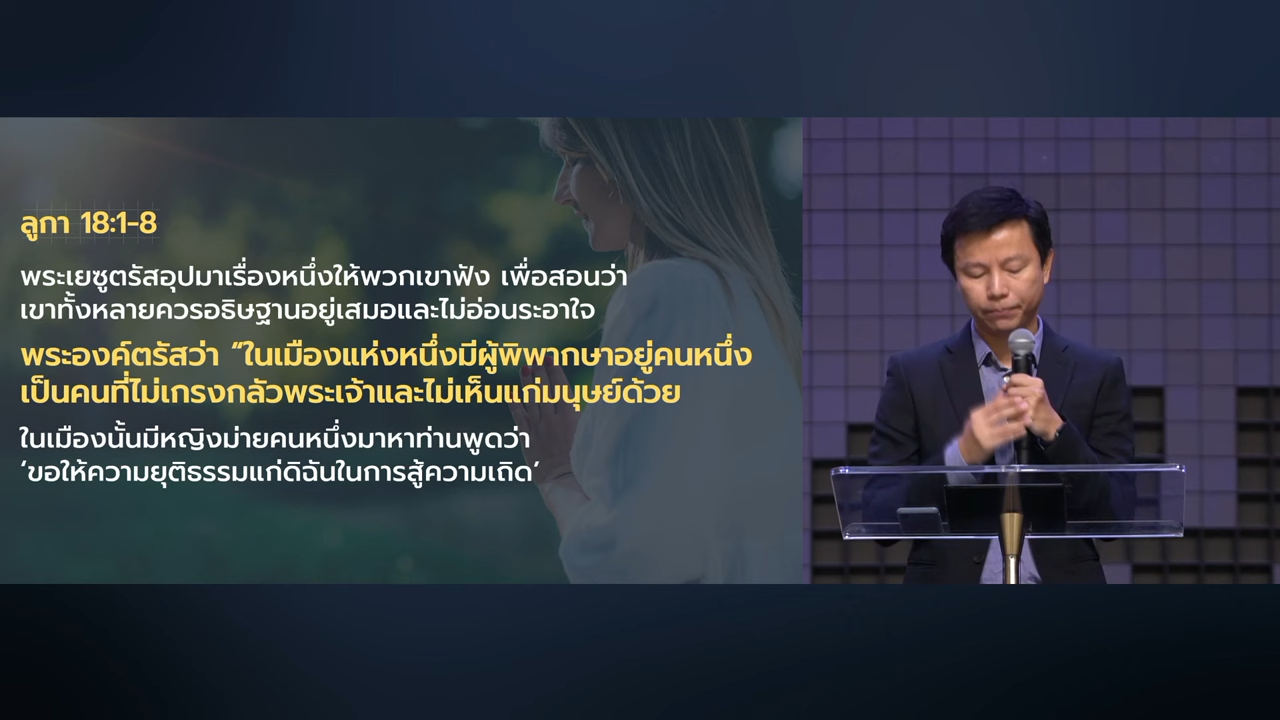 ลูกา 18:1-8
พระเยซูตรัสอุปมาเรื่องหนึ่งให้พวกเขาฟัง เพื่อสอนว่า
เขาทั้งหลายควรอธิษฐานอยู่เสมอและไม่อ่อนระอาใจ
พระองค์ตรัสว่า “ในเมืองแห่งหนึ่งมีผู้พิพากษาอยู่คนหนึ่ง
เป็นคนที่ไม่เกรงกลัวพระเจ้าและไม่เห็นแก่มนุษย์ด้วย
ในเมืองนั้นมีหญิงม่ายคนหนึ่งมาหาท่านพูดว่า
‘ขอให้ความยุติธรรมแก่ดิฉันในการสู้ความเถิด’